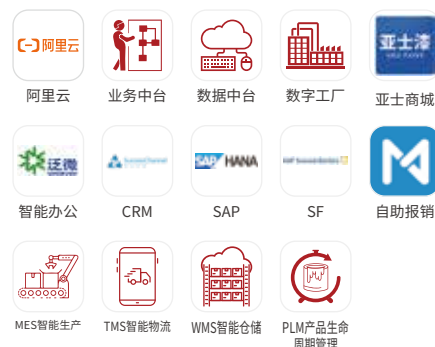 阿里云
亚士漆
阿里云
业务中台
数据中台
数字工厂
亚士商城
泛微
SAP HANA
智能办公
CRM
SAP
SF
自助报销
MES智能生产
TMS智能物流
WMS智能仓储
PLM产品生命
周期管理